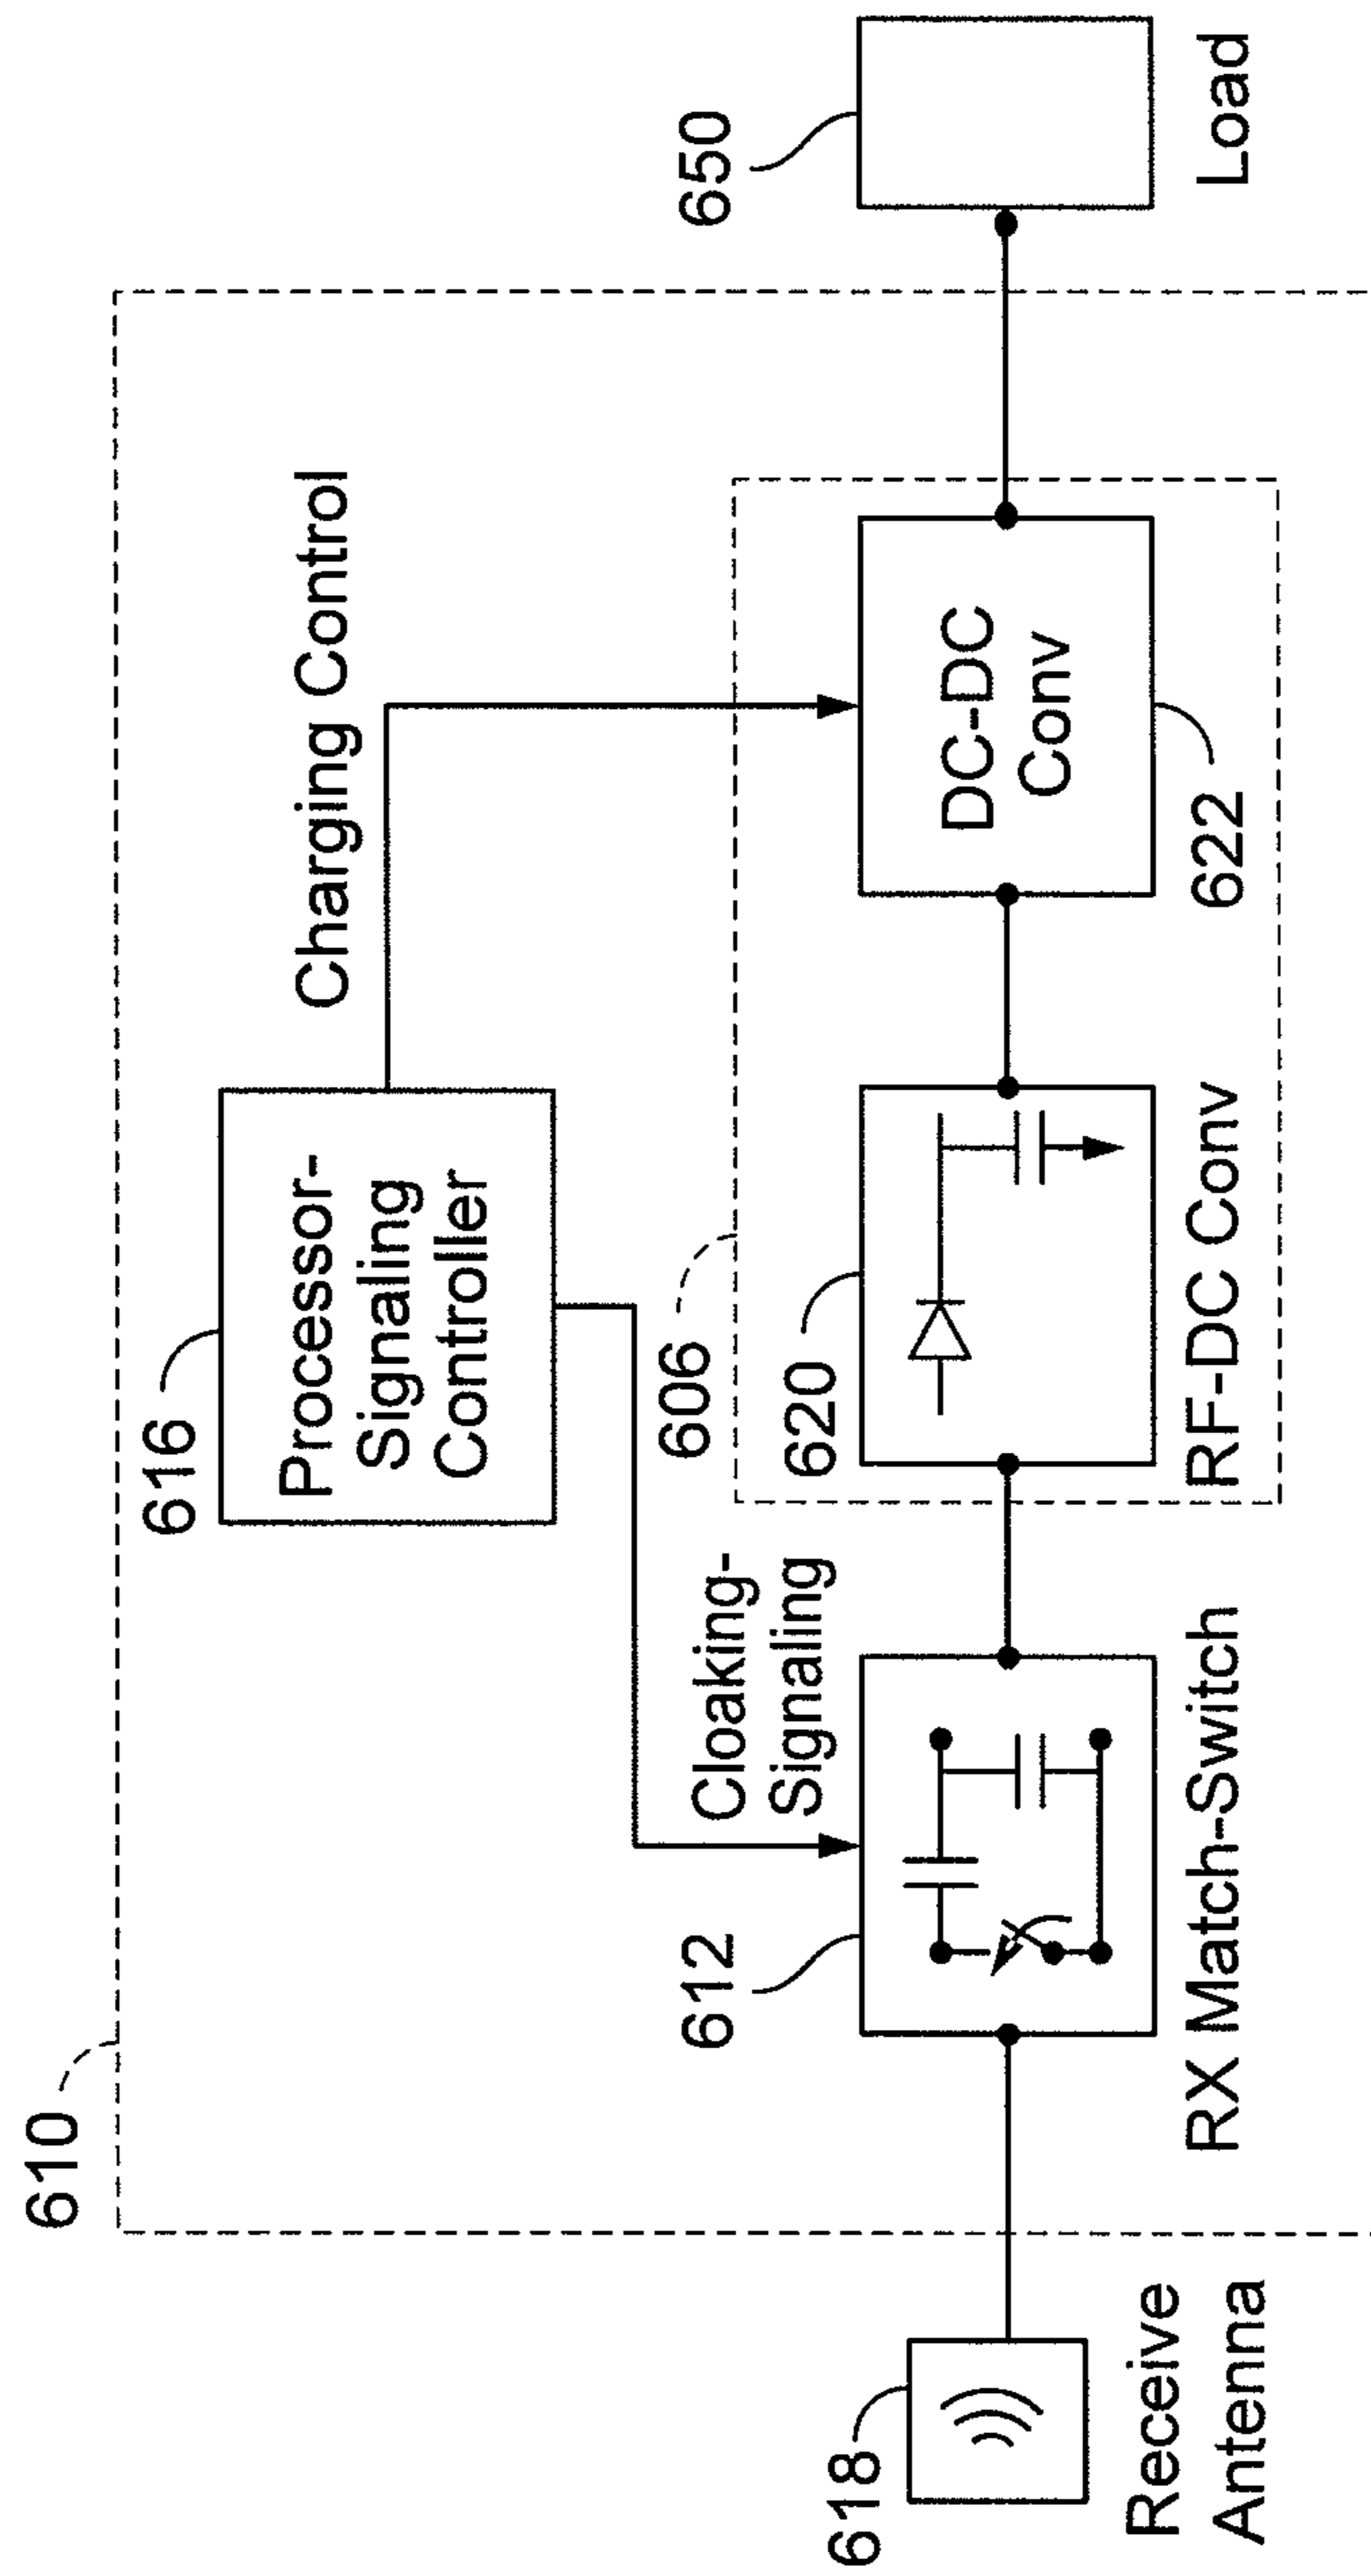 610
616
Processor-
Signaling
Controller
Charging Control
Cloaking-
Signaling
606
650
612
620
DC-DC
Conv
622
618
Receive
Antenna
RX Match-Switch
RF-DC Conv
Load